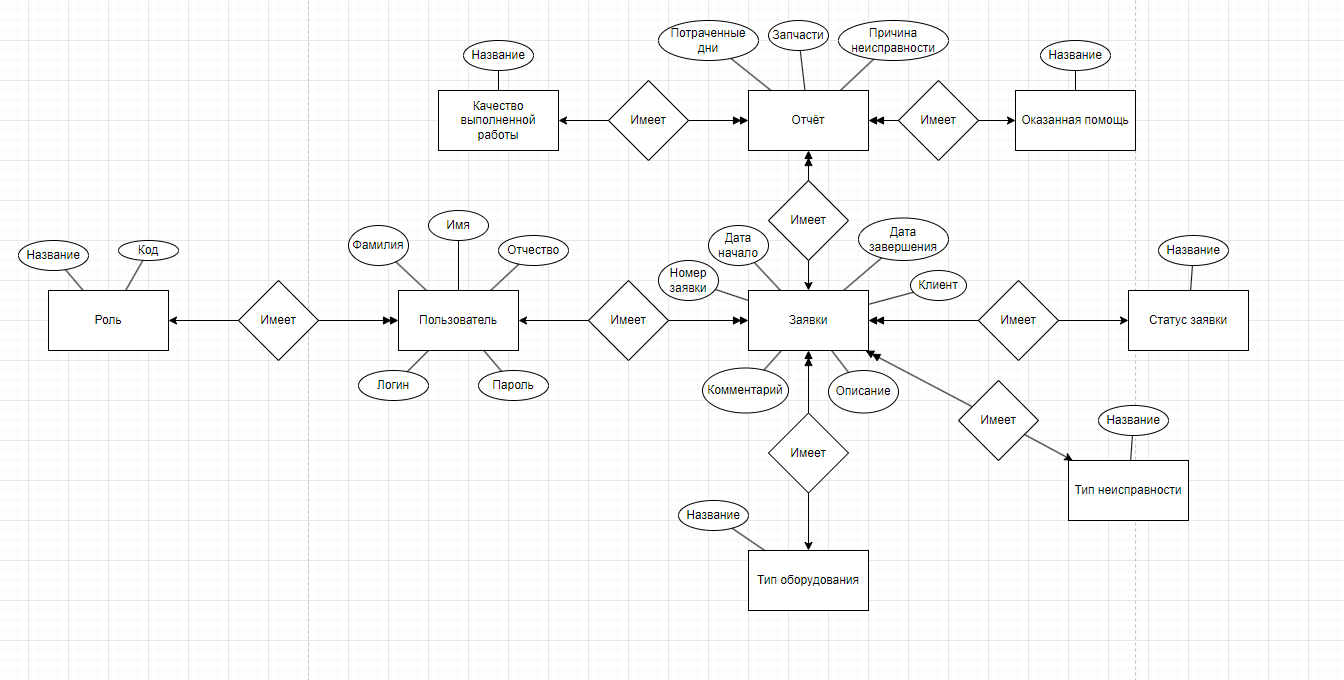 Потраченные
дни
Запчасти
Причина
неисправности
Название
Название
Качество
выполненной
работы
Имеет
Отчёт
Имеет
Оказанная помощь
Имеет
Название
Код
Фамилия
Имя
Отчество
Дата
начало
Дата
завершения
Номер
заявки
Клиент
Название
Роль
Имеет
Пользователь
Имеет
Заявки
Имеет
Статус заявки
Логин
Пароль
Комментарий
Описание
Имеет
Название
Имеет
Тип неисправности
Название
Тип оборудования